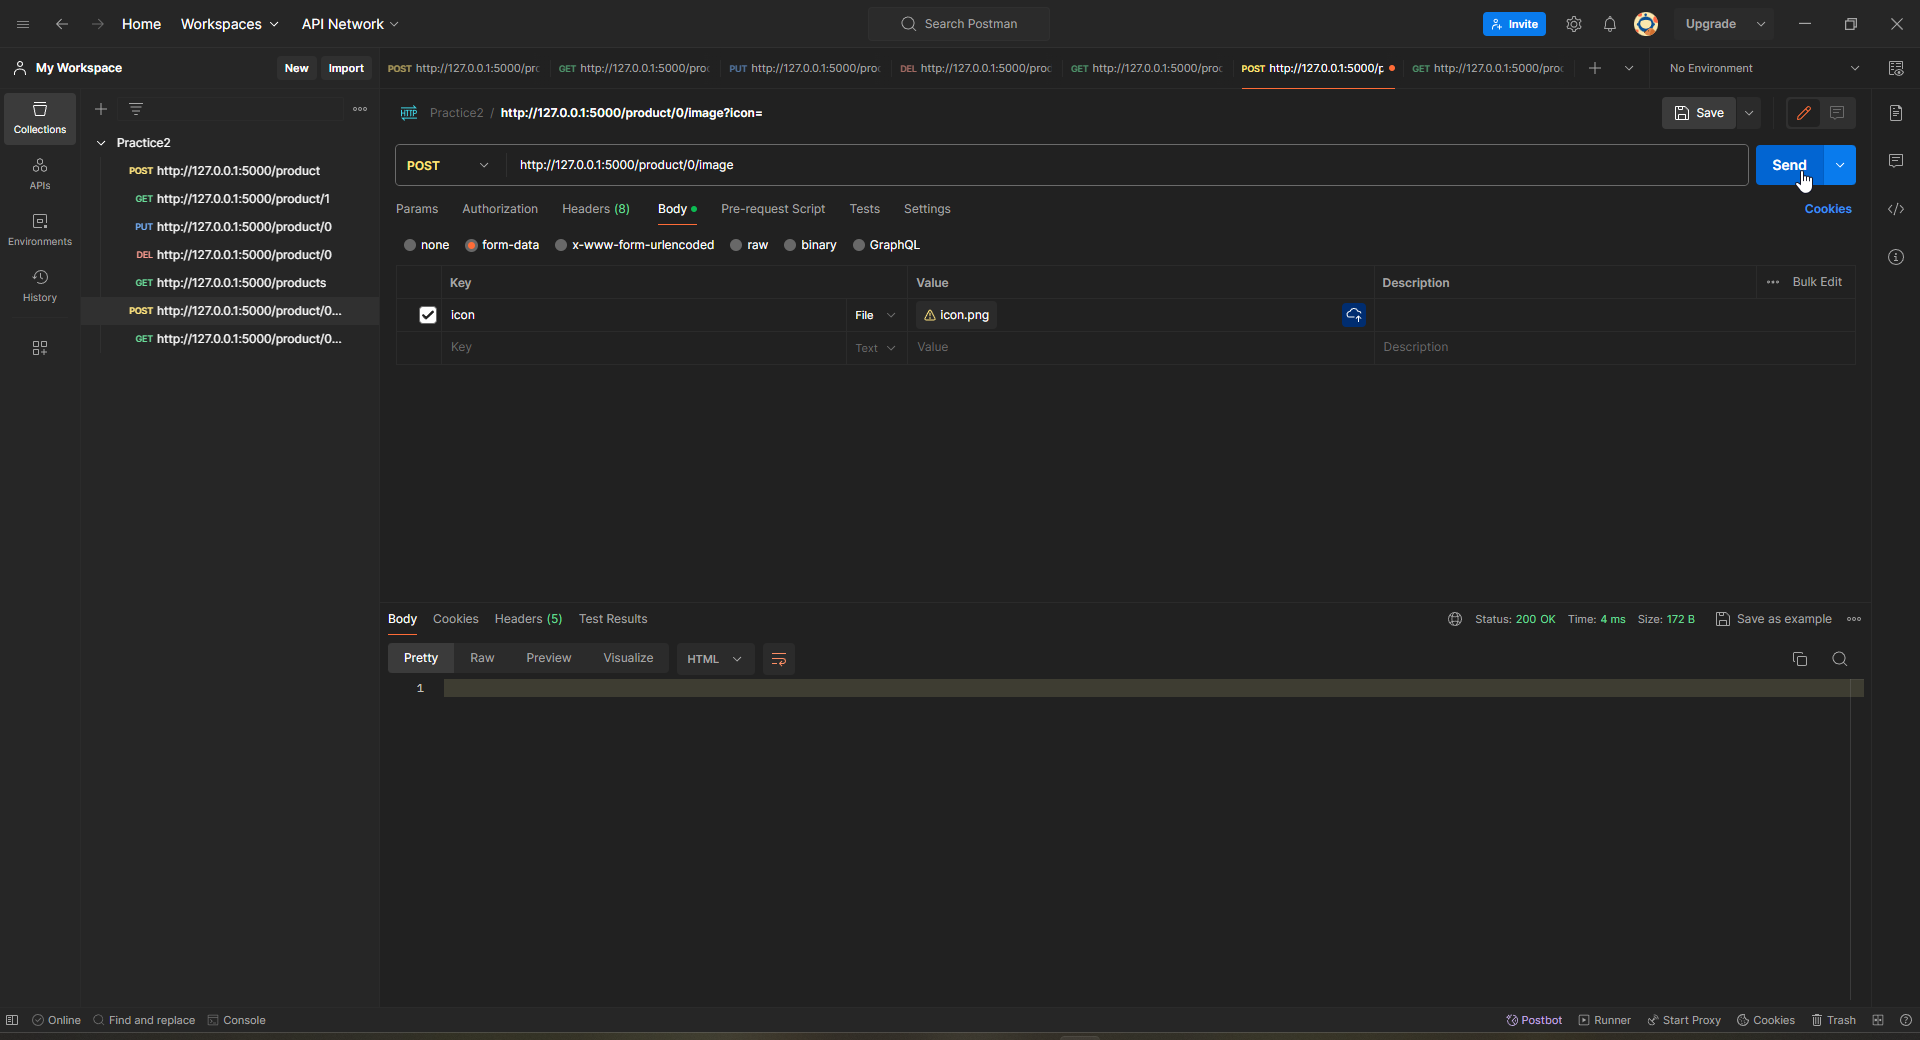 Home Workspaces API Network Search Postman Invite Upgrade
My Workspace New Import POST http://127.0.0.1:5000/pr GET http://127.0.0.1:5000/pro PUT http://127.0.0.1:5000/pro DEL http://127.0.0.1:5000/pro GET http://127.0.0.1:5000/pro POST http://127.0.0.1:5000/p GET http://127.0.0.1:5000/pro No Environment
Collections
APIs
Environments
History
Practice2
POST http://127.0.0.1:5000/product
GET http://127.0.0.1:5000/product/1
PUT http://127.0.0.1:5000/product/0
DEL http://127.0.0.1:5000/product/0
GET http://127.0.0.1:5000/products
POST http://127.0.0.1:5000/product/0...
GET http://127.0.0.1:5000/product/0...
HTTP Practice2 / http://127.0.0.1:5000/product/0/image?icon= Save
POST http://127.0.0.1:5000/product/0/image Send
Params Authorization Headers (8) Body Pre-request Script Tests Settings Cookies
none form-data x-www-form-urlencoded raw binary GraphQL
Key Value Description Bulk Edit
icon File icon.png
Key Text Value Description
Body Cookies Headers (5) Test Results Status: 200 OK Time: 4 ms Size: 172 B Save as example
Pretty Raw Preview Visualize HTML
1
Online Find and replace Console Postbot Runner Start Proxy Cookies Trash